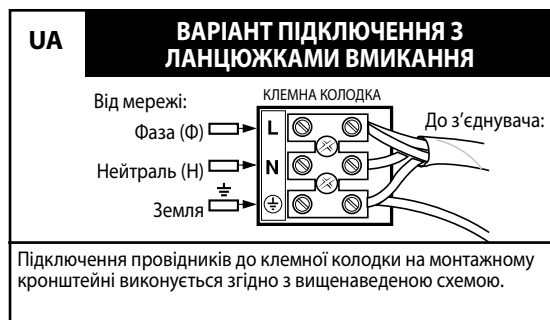 UA
ВАРІАНТ ПІДКЛЮЧЕННЯ З
ЛАНЦЮЖКАМИ ВМИКАННЯ
КЛЕМНА КОЛОДКА
Від мережі:
До з’єднувача:
Фаза (Ф)
L
Нейтраль (Н)
N
Земля
Підключення провідників до клемної колодки на монтажному
кронштейні виконується згідно з вищенаведеною схемою.